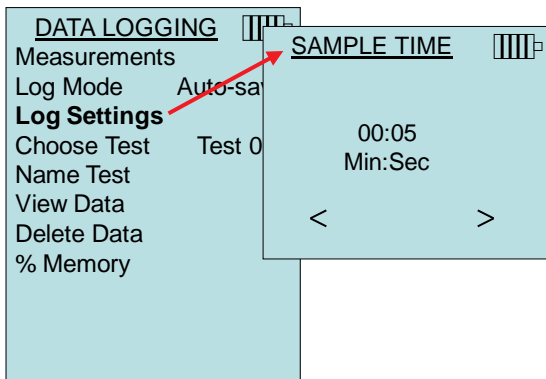 DATA LOGGING
Measurements
Log Mode Auto-sa
Log Settings
Choose Test Test 0
Name Test
View Data
Delete Data
% Memory
SAMPLE TIME
00:05
Min:Sec
< >